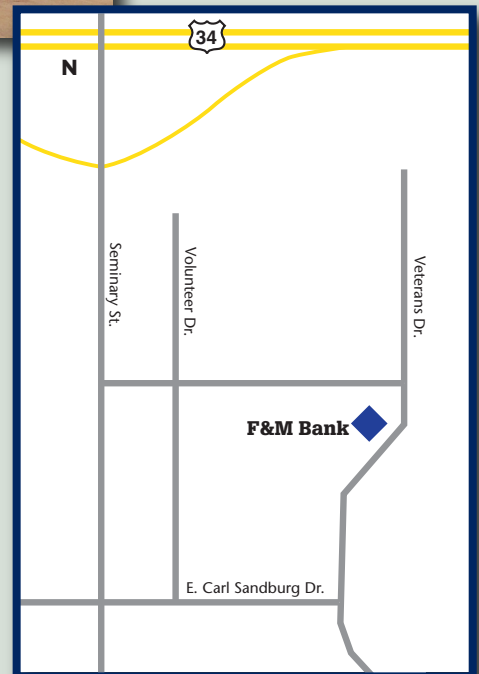 34
N
Seminary St.
Volunteer Dr.
Veterans Dr.
F&M Bank
E. Carl Sandburg Dr.